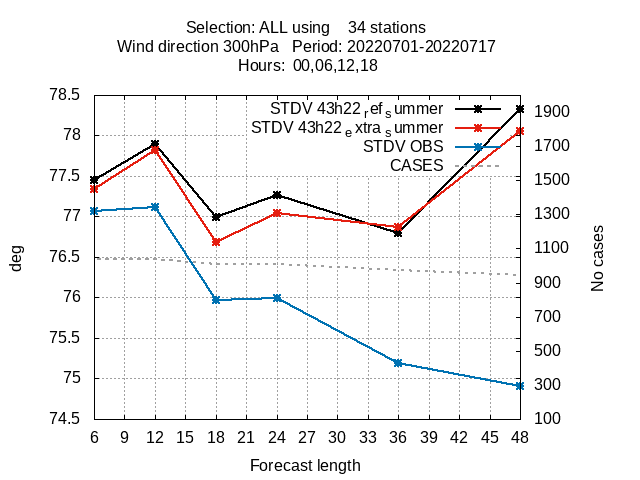 Selection: ALL using 34 stations
Wind direction 300hPa Period: 20220701-20220717
Hours: 00,06,12,18
STDV 43h22refsummer
STDV 43h22extrasummer
STDV OBS
CASES
78.5
78
77.5
77
76.5
76
75.5
75
74.5
deg
1900
1700
1500
1300
1100
900
700
500
300
100
No cases
6 9 12 15 18 21 24 27 30 33 36 39 42 45 48
Forecast length